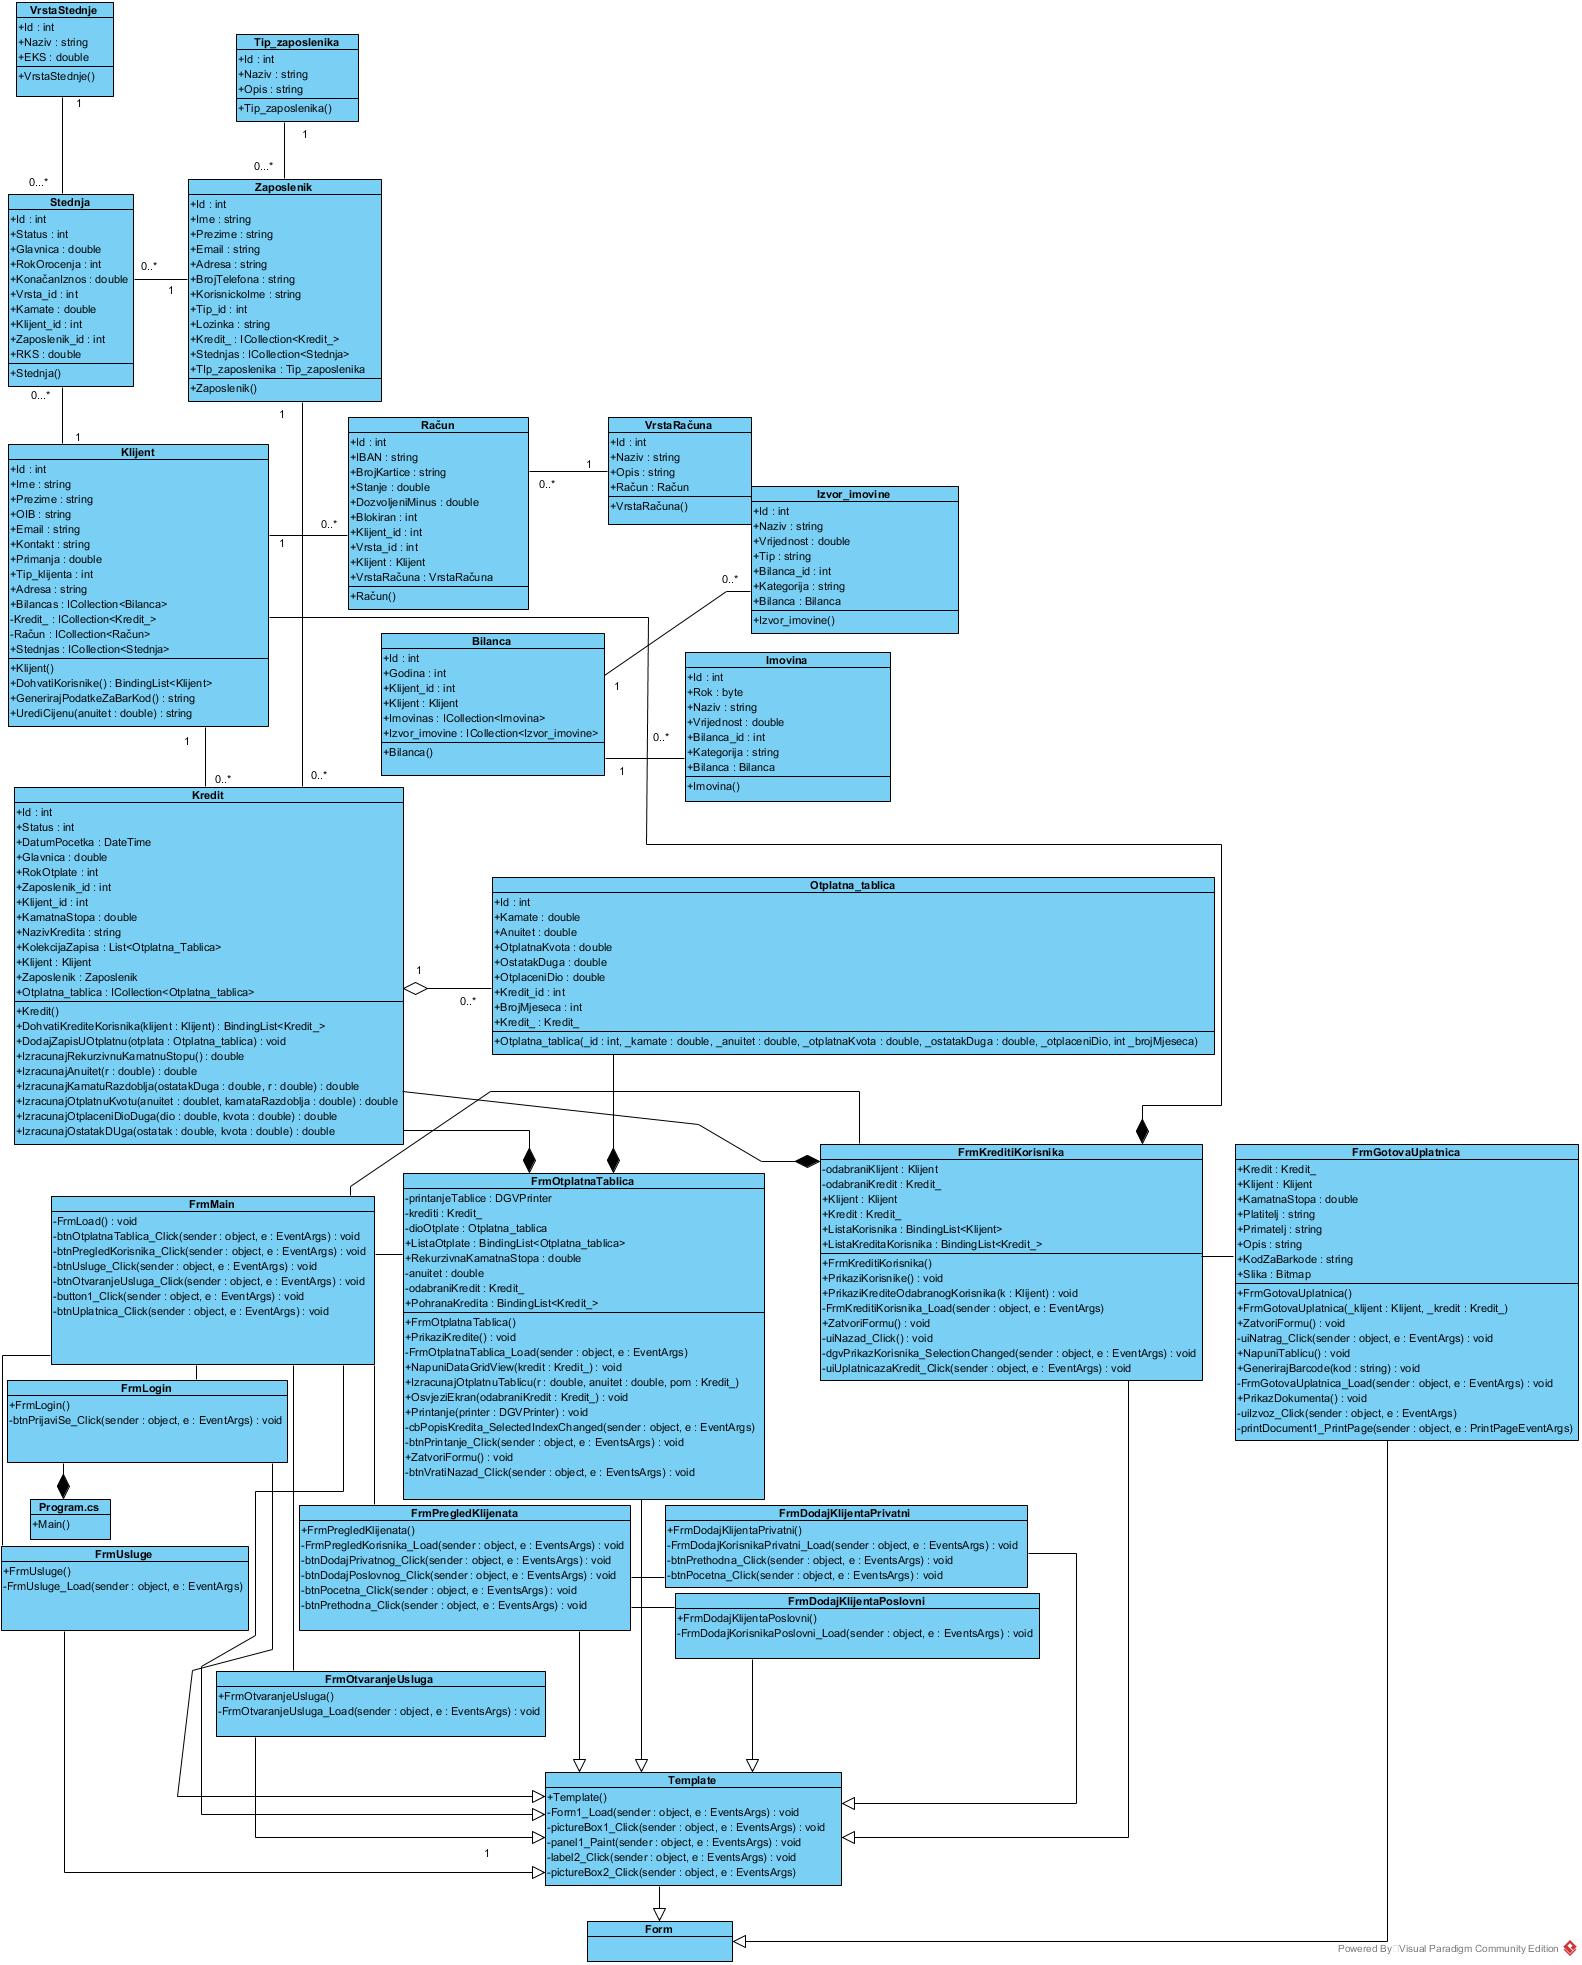 VrstaStednje
+Id : int
+Naziv : string
+EKS : double
+VrstaStednje()
1
0...*
Tip_zaposlenika
+Id : int
+Naziv : string
+Opis : string
+Tip_zaposlenika()
1
0...*
Stednja
+Id : int
+Status : int
+Glavnica : double
+RokOrocenja : int
+KonačanIznos : double
+Vrsta_id : int
+Kamate : double
+Klijent_id : int
+Zaposlenik_id : int
+RKS : double
+Stednja()
0..*
1
0...*
1
Zaposlenik
+Id : int
+Ime : string
+Prezime : string
+Email : string
+Adresa : string
+BrojTelefona : string
+KorisnickoIme : string
+Tip_id : int
+Lozinka : string
+Kredit_ : ICollection<Kredit_>
+Stednjas : ICollection<Stednja>
+TIp_zaposlenika : Tip_zaposlenika
+Zaposlenik()
1
0..*
Klijent
+Id : int
+Ime : string
+Prezime : string
+OIB : string
+Email : string
+Kontakt : string
+Primanja : double
+Tip_klijenta : int
+Adresa : string
+Bilancas : ICollection<Bilanca>
-Kredit_ : ICollection<Kredit_>
-Račun : ICollection<Račun>
+Stednjas : ICollection<Stednja>
+Klijent()
+DohvatiKorisnike() : BindingList<Klijent>
+GenerirajPodatkeZaBarKod() : string
+UrediCijenu(anuitet : double) : string
1
0..*
0..*
1
Račun
+Id : int
+IBAN : string
+BrojKartice : string
+Stanje : double
+DozvoljeniMinus : double
+Blokiran : int
+Klijent_id : int
+Vrsta_id : int
+Klijent : Klijent
+VrstaRačuna : VrstaRačuna
+Račun()
1
0..*
VrstaRačuna
+Id : int
+Naziv : string
+Opis : string
+Račun : Račun
+VrstaRačuna()
Izvor_imovine
+Id : int
+Naziv : string
+Vrijednost : double
+Tip : string
+Bilanca_id : int
+Kategorija : string
+Bilanca : Bilanca
+Izvor_imovine()
0..*
1
Bilanca
+Id : int
+Godina : int
+Klijent_id : int
+Klijent : Klijent
+Imovinas : ICollection<Imovina>
+Izvor_imovine : ICollection<Izvor_imovine>
+Bilanca()
0..*
1
Imovina
+Id : int
+Rok : byte
+Naziv : string
+Vrijednost : double
+Bilanca_id : int
+Kategorija : string
+Bilanca : Bilanca
+Imovina()
Kredit
+Id : int
+Status : int
+DatumPocetka : DateTime
+Glavnica : double
+RokOtplate : int
+Zaposlenik_id : int
+Klijent_id : int
+KamatnaStopa : double
+NazivKredita : string
+KolekcijaZapisa : List<Otplatna_Tablica>
+Klijent : Klijent
+Zaposlenik : Zaposlenik
+Otplatna_tablica : ICollection<Otplatna_tablica>
+Kredit()
+DohvatiKrediteKorisnika(klijent : Klijent) : BindingList<Kredit_>
+DodajZapisUOtplatnu(otplata : Otplatna_tablica) : void
+IzracunajRekurzivnuKamatnuStopu() : double
+IzracunajAnuitet(r : double) : double
+IzracunajKamatuRazdoblja(ostatakDuga : double, r : double) : double
+IzracunajOtplatnuKvotu(anuitet : doublet, kamataRazdoblja : double) : double
+IzracunajOtplaceniDioDuga(dio : double, kvota : double) : double
+IzracunajOstatakDUga(ostatak : double, kvota : double) : double
1
0..*
Otplatna_tablica
+Id : int
+Kamate : double
+Anuitet : double
+OtplatnaKvota : double
+OstatakDuga : double
+OtplaceniDio : double
+Kredit_id : int
+BrojMjeseca : int
+Kredit_ : Kredit_
+Otplatna_tablica(_id : int, _kamate : double, _anuitet : double, _otplatnaKvota : double, _ostatakDuga : double, _otplaceniDio, int _brojMjeseca)
FrmMain
-FrmLoad() : void
-btnOtplatnaTablica_Click(sender : object, e : EventArgs) : void
-btnPregledKorisnika_Click(sender : object, e : EventArgs) : void
-btnUsluge_Click(sender : object, e : EventArgs) : void
-btnOtvaranjeUsluga_Click(sender : object, e : EventArgs) : void
-button1_Click(sender : object, e : EventArgs) : void
-btnUplatnica_Click(sender : object, e : EventArgs) : void
FrmOtplatnaTablica
-printanjeTablice : DGVPrinter
-krediti : Kredit_
-dioOtplate : Otplatna_tablica
+ListaOtplate : BindingList<Otplatna_tablica>
+RekurzivnaKamatnaStopa : double
-anuitet : double
-odabraniKredit : Kredit_
+PohranaKredita : BindingList<Kredit_>
+FrmOtplatnaTablica()
+PrikaziKredite() : void
-FrmOtplatnaTablica_Load(sender : object, e : EventArgs)
+NapuniDataGridView(kredit : Kredit_) : void
+IzracunajOtplatnuTablicu(r : double, anuitet : double, pom : Kredit_)
+OsvjeziEkran(odabraniKredit : Kredit_) : void
+Printanje(printer : DGVPrinter) : void
-cbPopisKredita_SelectedIndexChanged(sender : object, e : EventArgs)
-btnPrintanje_Click(sender : object, e : EventsArgs) : void
+ZatvoriFormu() : void
-btnVratiNazad_Click(sender : object, e : EventsArgs) : void
FrmKreditiKorisnika
-odabraniKlijent : Klijent
-odabraniKredit : Kredit_
+Klijent : Klijent
+Kredit : Kredit_
+ListaKorisnika : BindingList<Klijent>
+ListaKreditaKorisnika : BindingList<Kredit_>
+FrmKreditiKorisnika()
+PrikaziKorisnike() : void
+PrikaziKrediteOdabranogKorisnika(k : Klijent) : void
-FrmKreditiKorisnika_Load(sender : object, e : EventArgs)
+ZatvoriFormu() : void
-uiNazad_Click() : void
-dgvPrikazKorisnika_SelectionChanged(sender : object, e : EventArgs) : void
-uiUplatnicazaKredit_Click(sender : object, e : EventArgs) : void
FrmGotovaUplatnica
+Kredit : Kredit_
+Klijent : Klijent
+KamatnaStopa : double
+Platitelj : string
+Primatelj : string
+Opis : string
+KodZaBarkode : string
+Slika : Bitmap
+FrmGotovaUplatnica()
+FrmGotovaUplatnica(_klijent : Klijent, _kredit : Kredit_)
+ZatvoriFormu() : void
-uiNatrag_Click(sender : object, e : EventArgs) : void
+NapuniTablicu() : void
+GenerirajBarcode(kod : string) : void
-FrmGotovaUplatnica_Load(sender : object, e : EventArgs) : void
+PrikazDokumenta() : void
-uiIzvoz_Click(sender : object, e : EventArgs)
-printDocument1_PrintPage(sender : object, e : PrintPageEventArgs)
FrmLogin
+FrmLogin()
-btnPrijaviSe_Click(sender : object, e : EventArgs) : void
Program.cs
+Main()
FrmUsluge
+FrmUsluge()
-FrmUsluge_Load(sender : object, e : EventArgs)
FrmPregledKlijenata
+FrmPregledKlijenata()
-FrmPregledKorisnika_Load(sender : object, e : EventsArgs) : void
-btnDodajPrivatnog_Click(sender : object, e : EventsArgs) : void
-btnDodajPoslovnog_Click(sender : object, e : EventsArgs) : void
-btnPocetna_Click(sender : object, e : EventsArgs) : void
-btnPrethodna_Click(sender : object, e : EventsArgs) : void
FrmDodajKlijentaPrivatni
+FrmDodajKlijentaPrivatni()
-FrmDodajKorisnikaPrivatni_Load(sender : object, e : EventsArgs) : void
-btnPrethodna_Click(sender : object, e : EventsArgs) : void
-btnPocetna_Click(sender : object, e : EventsArgs) : void
FrmDodajKlijentaPoslovni
+FrmDodajKlijentaPoslovni()
-FrmDodajKorisnikaPoslovni_Load(sender : object, e : EventsArgs) : void
FrmOtvaranjeUsluga
+FrmOtvaranjeUsluga()
-FrmOtvaranjeUsluga_Load(sender : object, e : EventsArgs) : void
Template
+Template()
-Form1_Load(sender : object, e : EventsArgs) : void
-pictureBox1_Click(sender : object, e : EventsArgs) : void
-panel1_Paint(sender : object, e : EventsArgs) : void
-label2_Click(sender : object, e : EventsArgs) : void
-pictureBox2_Click(sender : object, e : EventsArgs)
1
Form
Powered By Visual Paradigm Community Edition